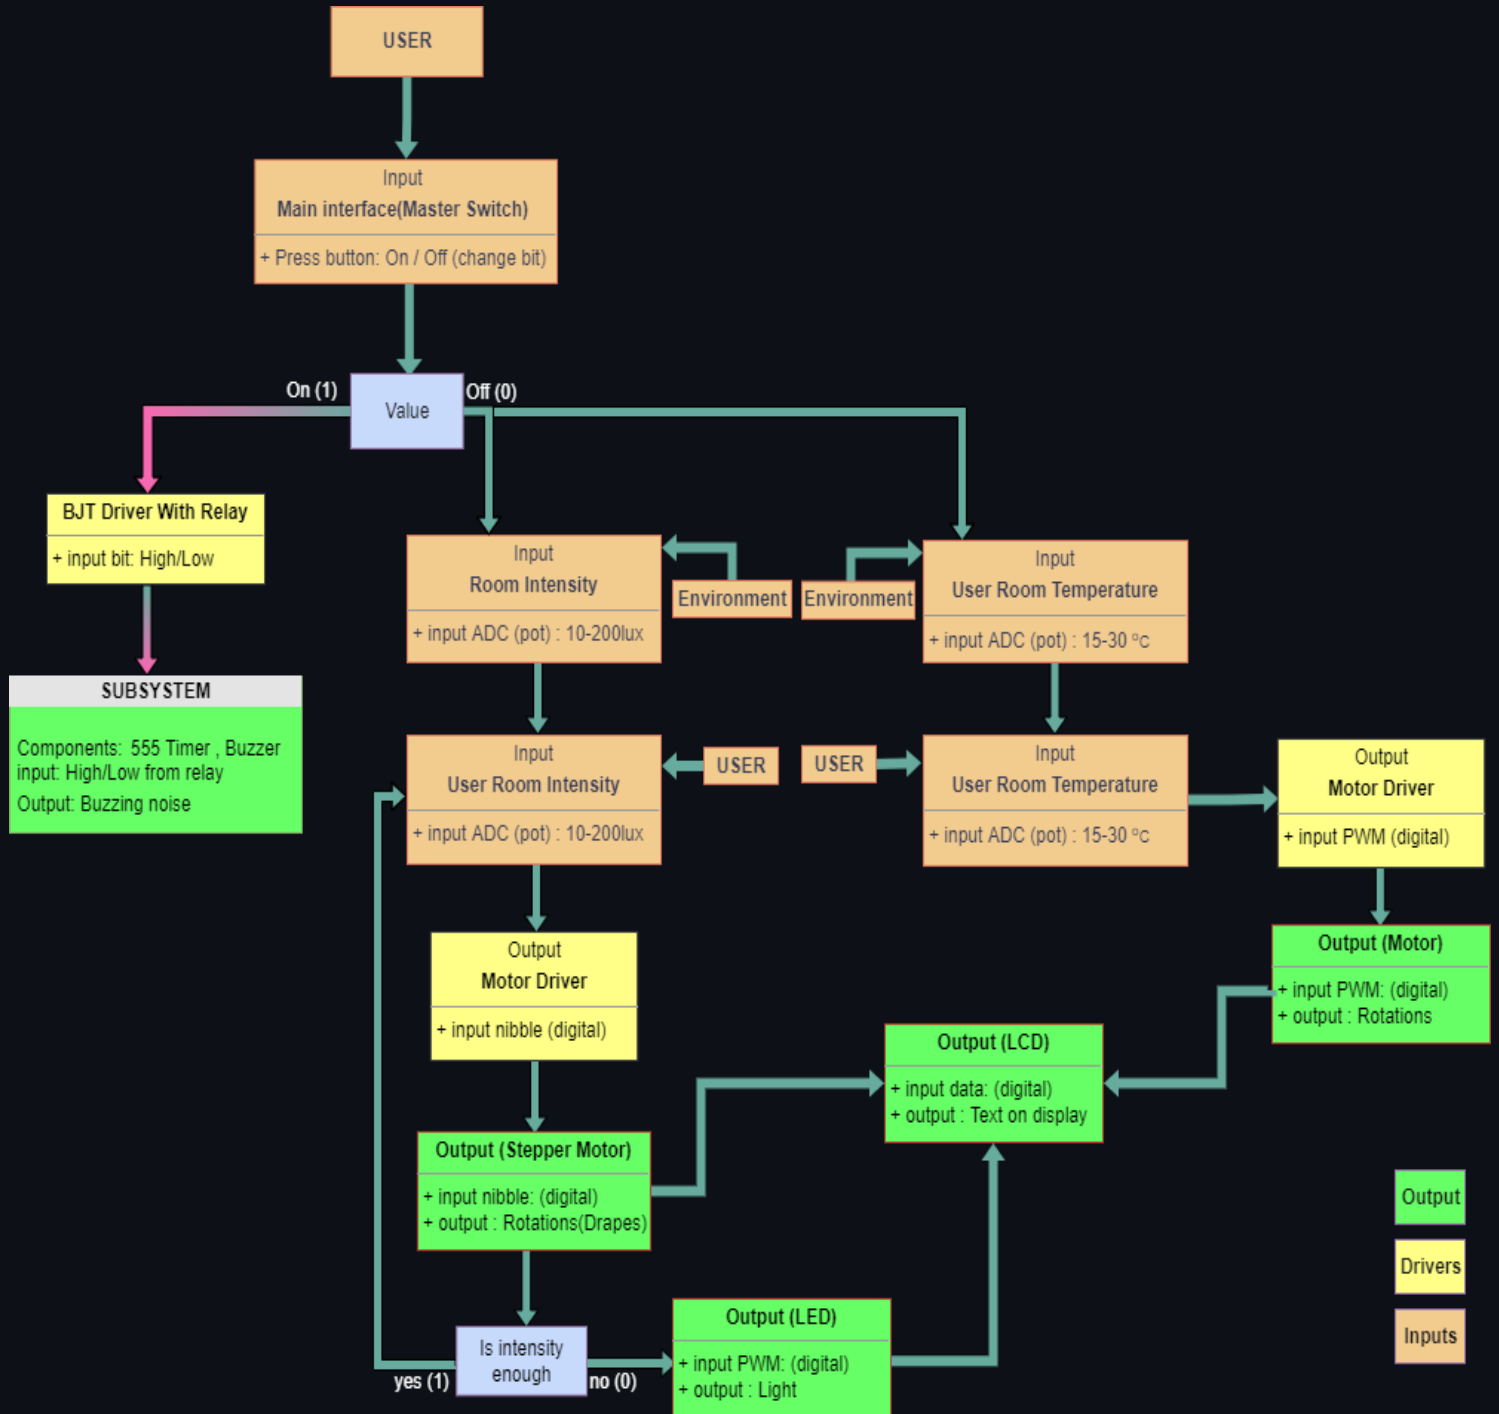 USER
Input
Main interface(Master Switch)
+ Press button: On / Off (change bit)
On (1)
Value
Off (0)
BJT Driver With Relay
+ input bit: High/Low
SUBSYSTEM
Components: 555 Timer , Buzzer
input: High/Low from relay
Output: Buzzing noise
Input
Room Intensity
+ input ADC (pot) : 10-200lux
Environment
Environment
Input
User Room Temperature
+ input ADC (pot) : 15-30 °C
Input
User Room Intensity
+ input ADC (pot) : 10-200lux
USER
USER
Input
User Room Temperature
+ input ADC (pot) : 15-30 °C
Output
Motor Driver
+ input PWM (digital)
Output (Motor)
+ input PWM: (digital)
+ output : Rotations
Output
Motor Driver
+ input nibble (digital)
Output (LCD)
+ input data: (digital)
+ output : Text on display
Output (Stepper Motor)
+ input nibble: (digital)
+ output : Rotations(Drapes)
Is intensity
enough
yes (1)
no (0)
Output (LED)
+ input PWM: (digital)
+ output : Light
Output
Drivers
Inputs